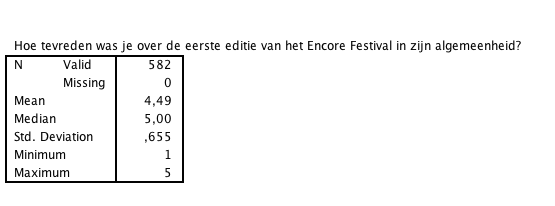 Hoe tevreden was je over de eerste editie van het Encore Festival in zijn algemeenheid?
N Valid 582
Missing 0
Mean 4,49
Median 5,00
Std. Deviation ,655
Minimum 1
Maximum 5